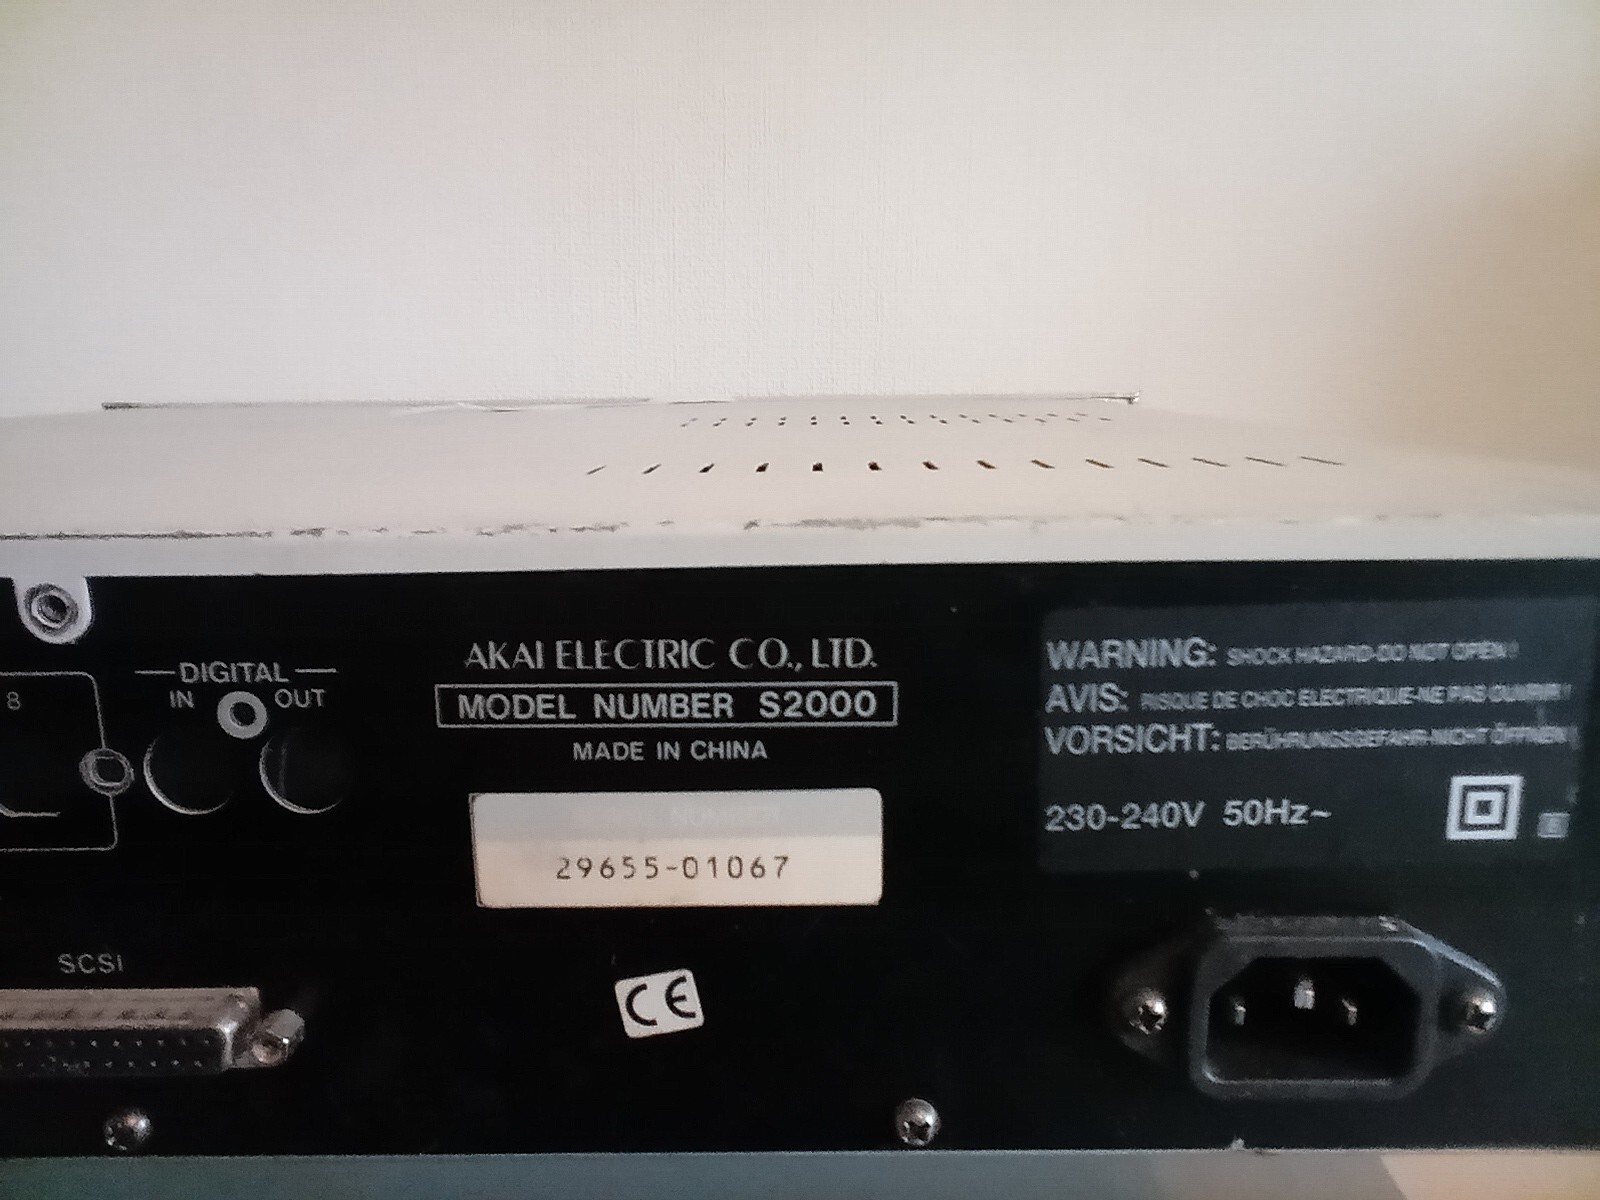 AKAI ELECTRIC CO., LTD.
MODEL NUMBER S2000
MADE IN CHINA
NUMBER
29655-01067
CE
DIGITAL
IN OUT
8
SCSI
WARNING: SHOCK HAZARD-DO NOT OPEN!
AVIS: RISQUE DE CHOC ELECTRIQUE-NE PAS OUVRIR!
VORSICHT: BERÜHRUNGSGEFAHR-NICHT ÖFFNEN!
230-240V 50Hz~